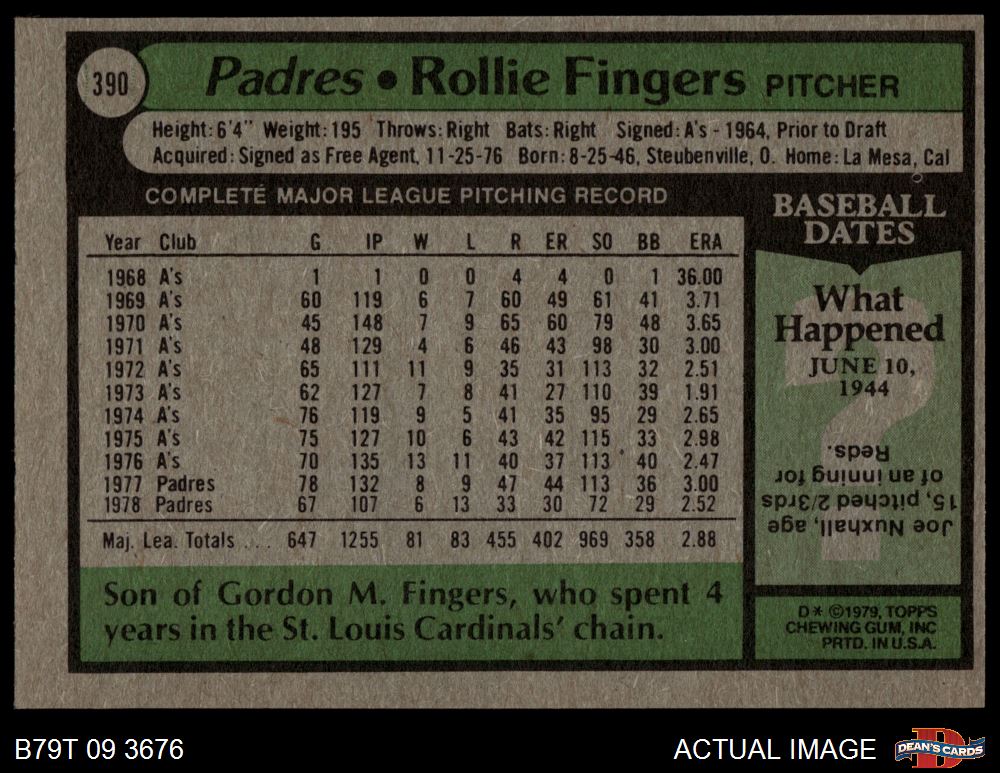 390
Padres • Rollie Fingers PITCHER
Height: 6'4" Weight: 195 Throws: Right Bats: Right Signed: A's - 1964, Prior to Draft
Acquired: Signed as Free Agent, 11-25-76 Born: 8-25-46, Steubenville, O. Home: La Mesa, Cal
COMPLETE MAJOR LEAGUE PITCHING RECORD
Year Club G IP W L R ER SO BB ERA
1968 A's 1 1 0 0 4 4 0 1 36.00
1969 A's 60 119 6 7 60 49 61 41 3.71
1970 A's 45 148 7 9 65 60 79 48 3.65
1971 A's 48 129 4 6 46 43 98 30 3.00
1972 A's 65 111 11 9 35 31 113 32 2.51
1973 A's 62 127 7 8 41 27 110 39 1.91
1974 A's 76 119 9 5 41 35 95 29 2.65
1975 A's 75 127 10 6 43 42 115 33 2.98
1976 A's 70 135 13 11 40 37 113 40 2.47
1977 Padres 78 132 8 9 47 44 113 36 3.00
1978 Padres 67 107 6 13 33 30 72 29 2.52
Maj. Lea. Totals ... 647 1255 81 83 455 402 969 358 2.88
Son of Gordon M. Fingers, who spent 4
years in the St. Louis Cardinals' chain.
BASEBALL
DATES
What
Happened
JUNE 10,
1944
?
Joe Nuxhall, age
15, pitched 2/3rds
of an inning for
Reds.
D* ©1979, TOPPS
CHEWING GUM, INC
PRTD. IN U.S.A.
B79T 09 3676
ACTUAL IMAGE
D
DEAN'S CARDS